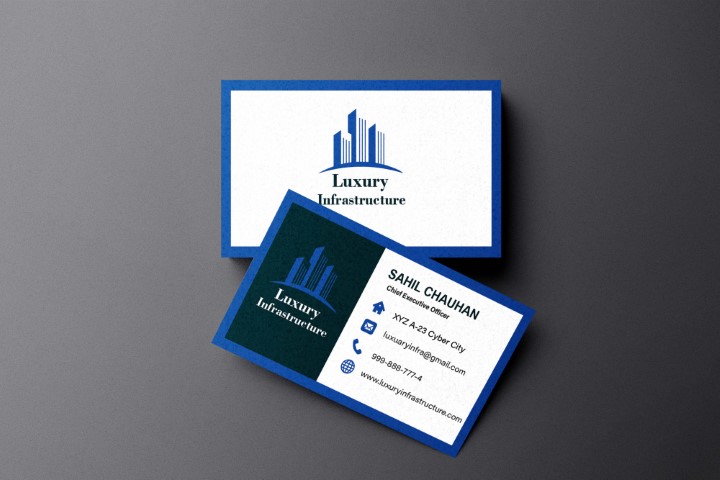 Luxury
Infrastructure
Luxury
Infrastructure
SAHIL CHAUHAN
Chief Executive Officer
XYZ A-23 Cyber City
luxuaryinfra@gmail.com
999-888-777-4
www.luxuryinfrastructure.com